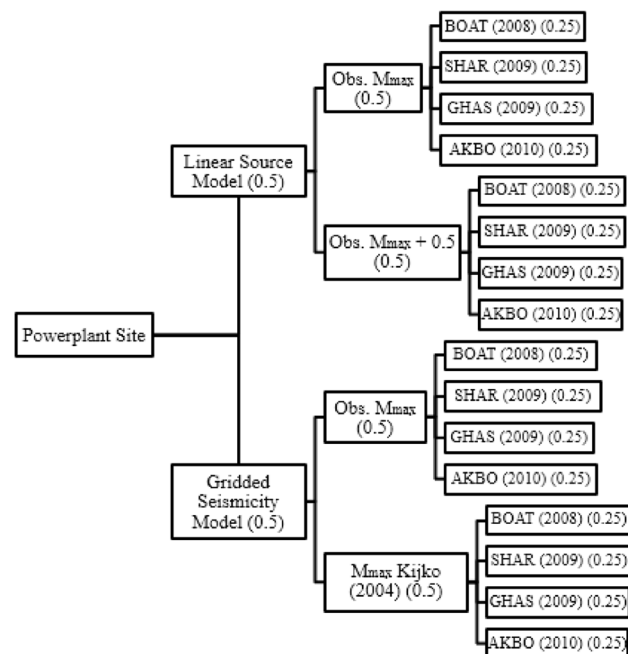 BOAT (2008) (0.25)
SHAR (2009) (0.25)
Obs. Mmax
(0.5)
GHAS (2009) (0.25)
AKBO (2010) (0.25)
Linear Source
Model (0.5)
BOAT (2008) (0.25)
SHAR (2009) (0.25)
Obs. Mmax + 0.5
(0.5)
GHAS (2009) (0.25)
AKBO (2010) (0.25)
Powerplant Site
BOAT (2008) (0.25)
SHAR (2009) (0.25)
Obs. Mmax
(0.5)
GHAS (2009) (0.25)
AKBO (2010) (0.25)
Gridded
Seismicity
Model (0.5)
BOAT (2008) (0.25)
SHAR (2009) (0.25)
Mmax Kijko
(2004) (0.5)
GHAS (2009) (0.25)
AKBO (2010) (0.25)